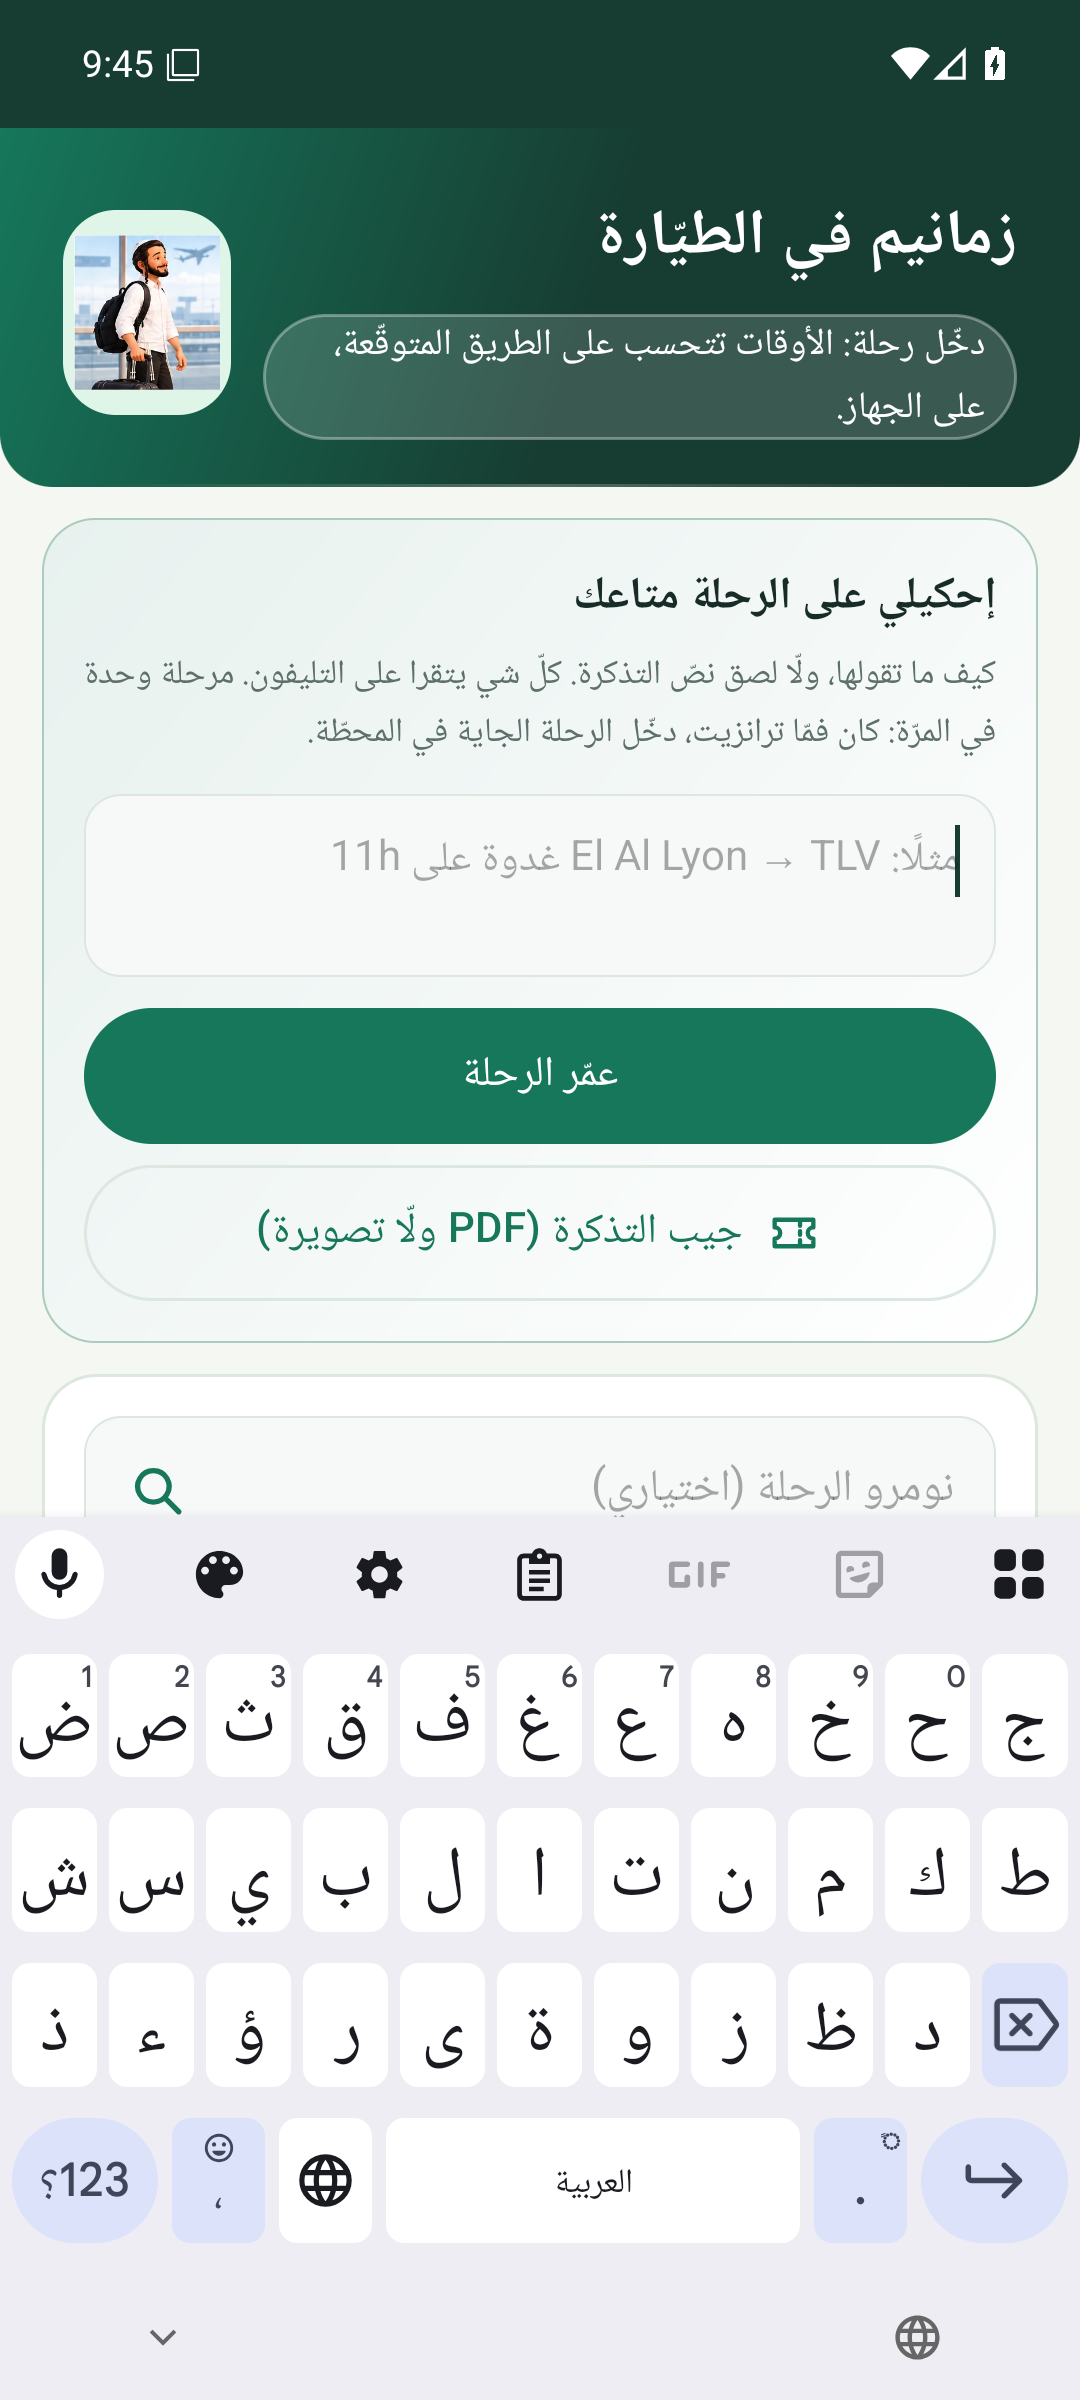 9:45
زمانيم في الطيّارة
دخّل رحلة: الأوقات تتحسب على الطريق المتوقّعة،
على الجهاز.
إحكيلي على الرحلة متاعك
كيف ما تقولها، ولّا لصق نصّ التذكرة. كلّ شي يتقرا على التليفون. مرحلة وحدة
في المرّة: كان فمّا ترانزيت، دخّل الرحلة الجاية في المحطّة.
مثلًا: El Al Lyon → TLV غدوة على 11h
عمّر الرحلة
جيب التذكرة (PDF ولّا تصويرة)
نومرو الرحلة (اختياري)
GIF
1 2 3 4 5 6 7 8 9 0
ض ص ث ق ف غ ع ه خ ح ج
ش س ي ب ل ا ت ن م ك ط
ذ ء ؤ ر ى ة و ز ظ د
؟123 ، العربية .